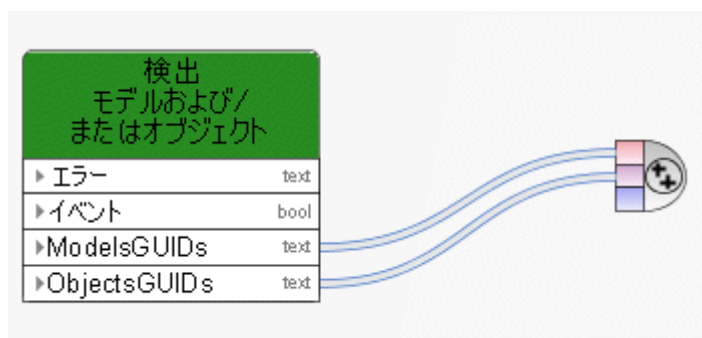 検出
モデルおよび/
またはオブジェクト
エラー text
イベント bool
ModelsGUIDs text
ObjectsGUIDs text